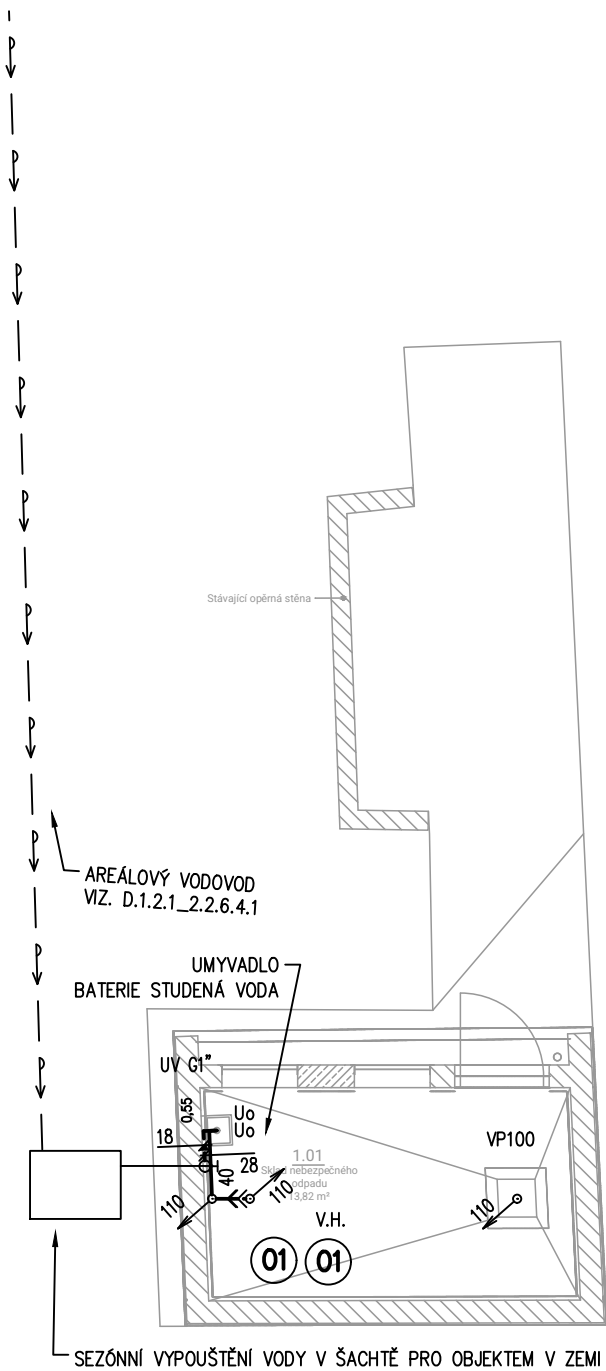 P
P
P
P
P
P
P
P
P
P
Stávající opěrná stěna
AREÁLOVÝ VODOVOD
VIZ. D.1.2.1_2.2.6.4.1
UMYVADLO
BATERIE STUDENÁ VODA
UV G1"
0,55
Uo
Uo
18
28
40
1.01
Sklad nebezpečného
odpadu
13,82 m²
VP100
110
110
110
V.H.
01
01
SEZÓNNÍ VYPOUŠTĚNÍ VODY V ŠACHTĚ PRO OBJEKTEM V ZEMI